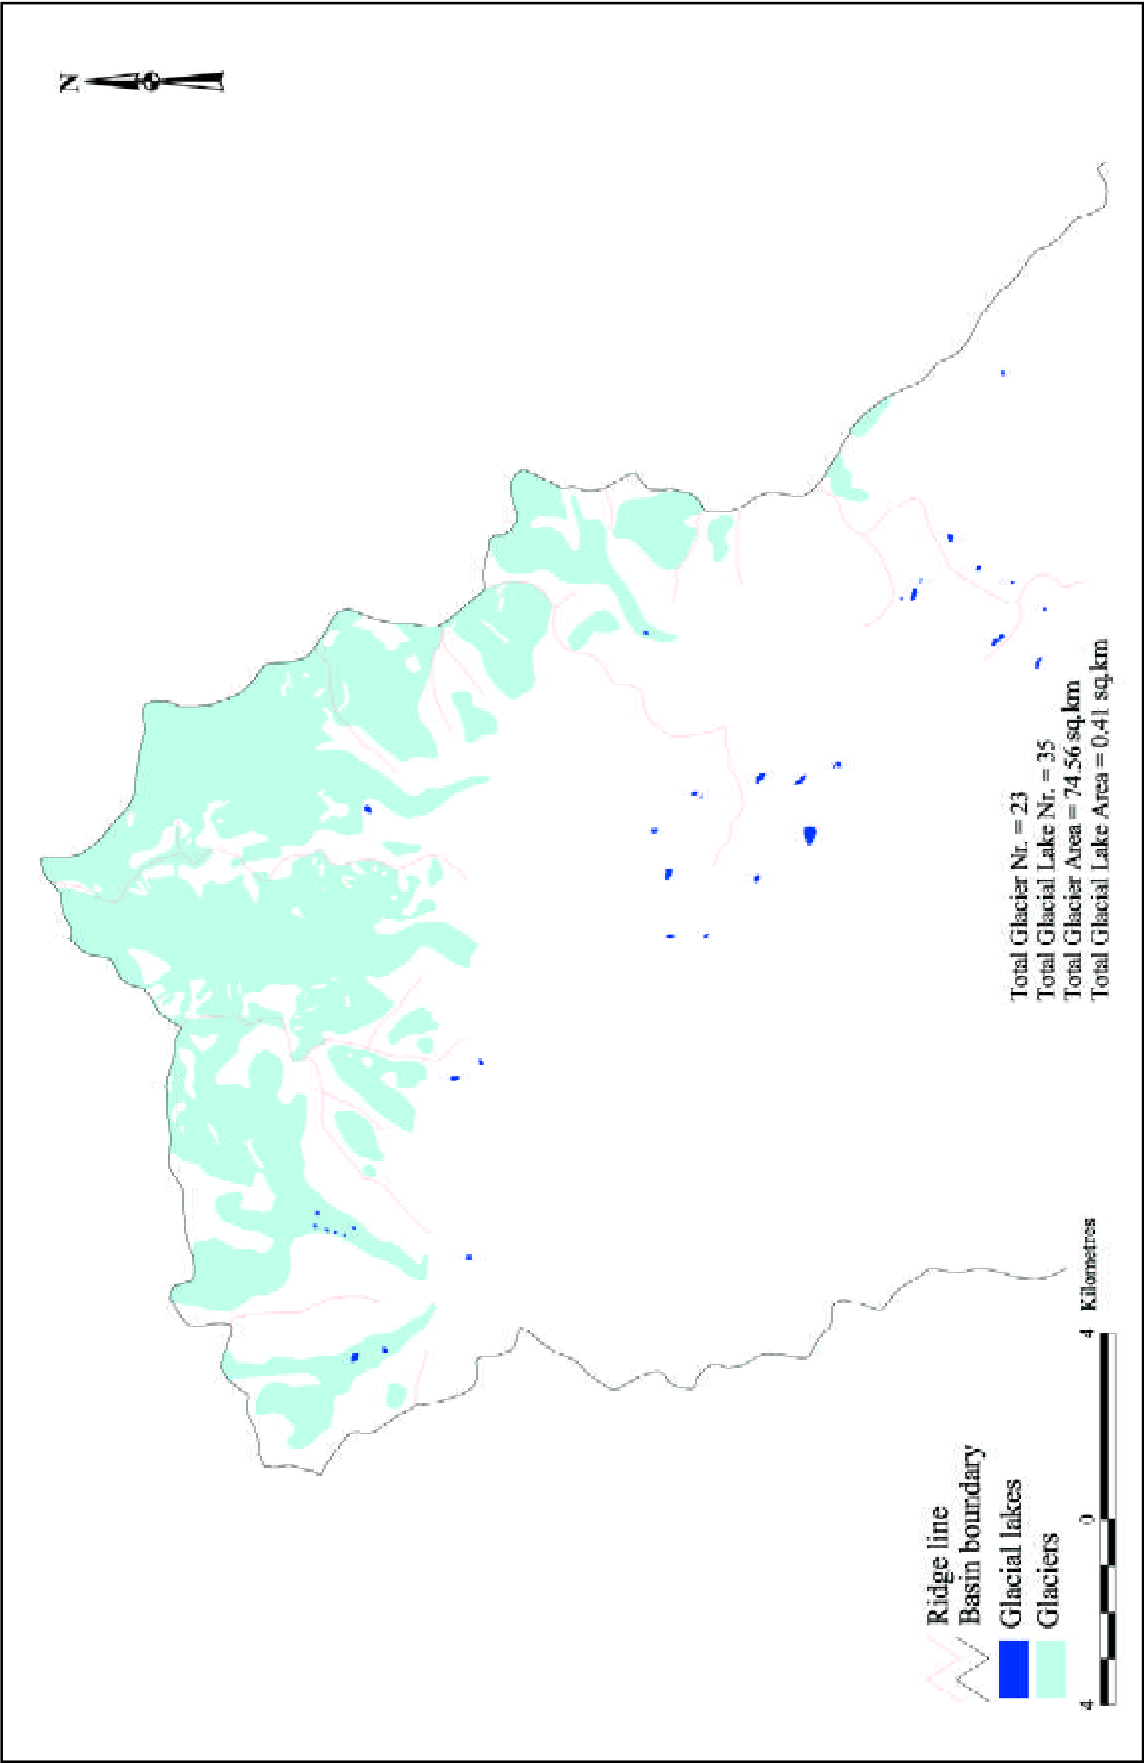 N
Total Glacier Nr. = 23
Total Glacial Lake Nr. = 35
Total Glacier Area = 74.56 sq.km
Total Glacial Lake Area = 0.41 sq.km
Ridge line
Basin boundary
Glacial lakes
Glaciers
4 0 4 Kilometres